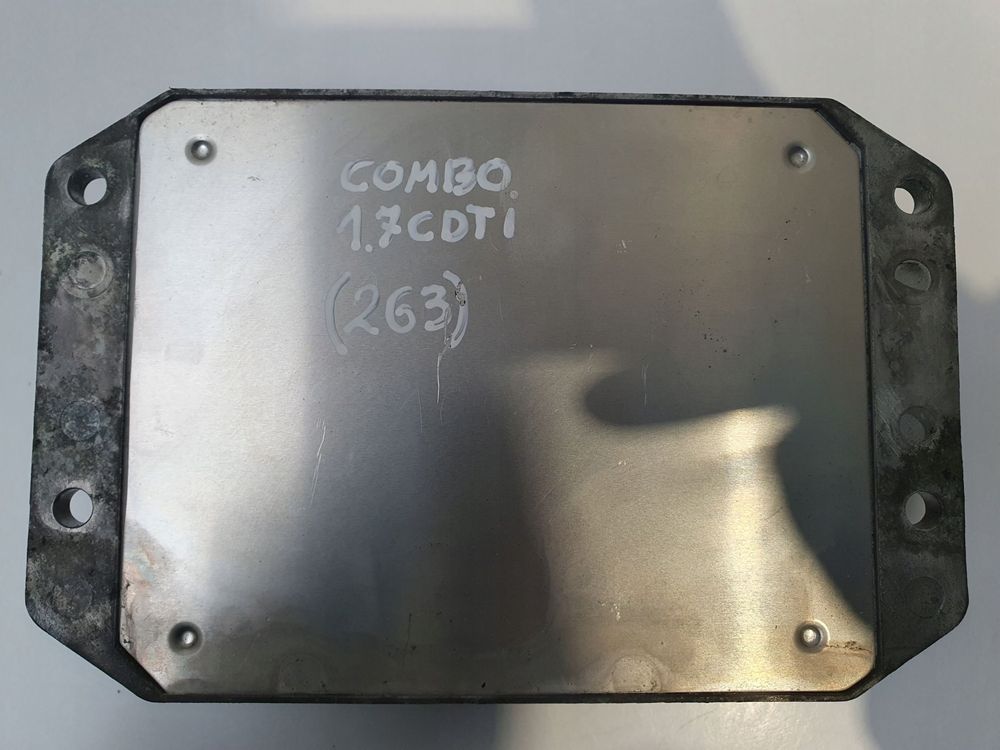 COMBO
1.7CDTi
(263)